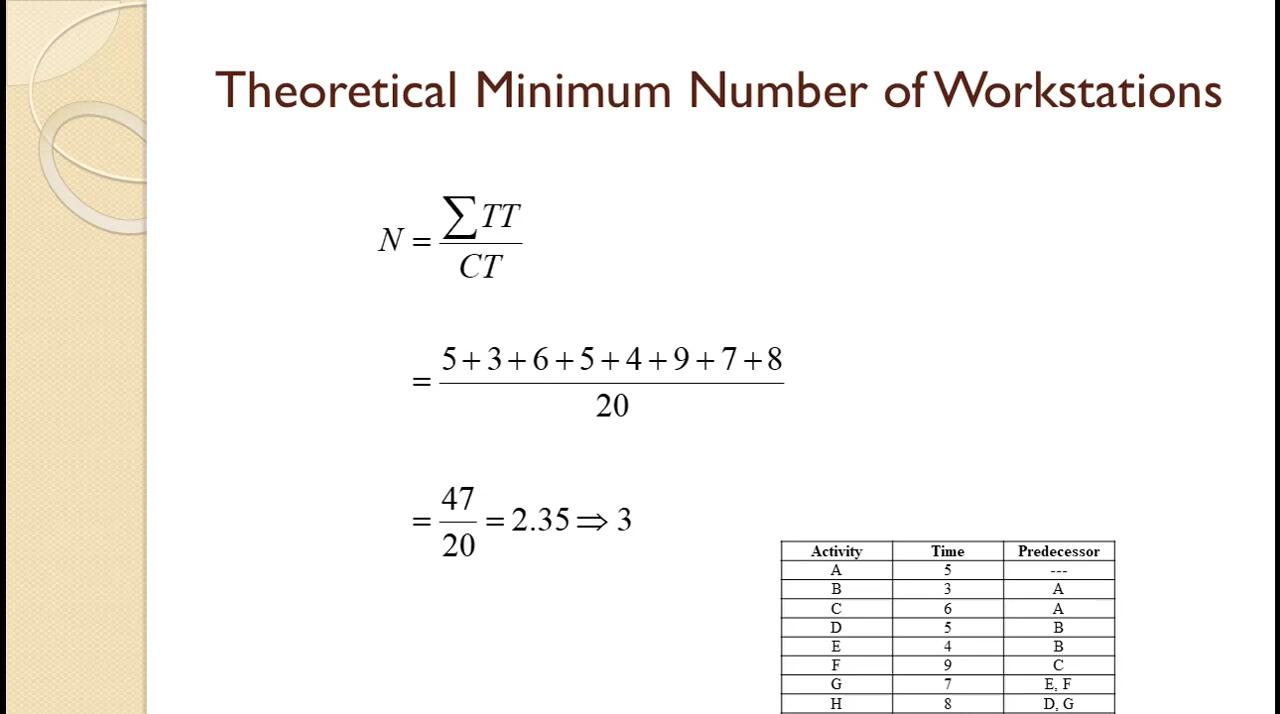 Theoretical Minimum Number of Workstations
N = ∑TT / CT
= 5+3+6+5+4+9+7+8 / 20
= 47 / 20 = 2.35 ⇒ 3
Activity Time Predecessor
A 5 ---
B 3 A
C 6 A
D 5 B
E 4 B
F 9 C
G 7 E, F
H 8 D, G